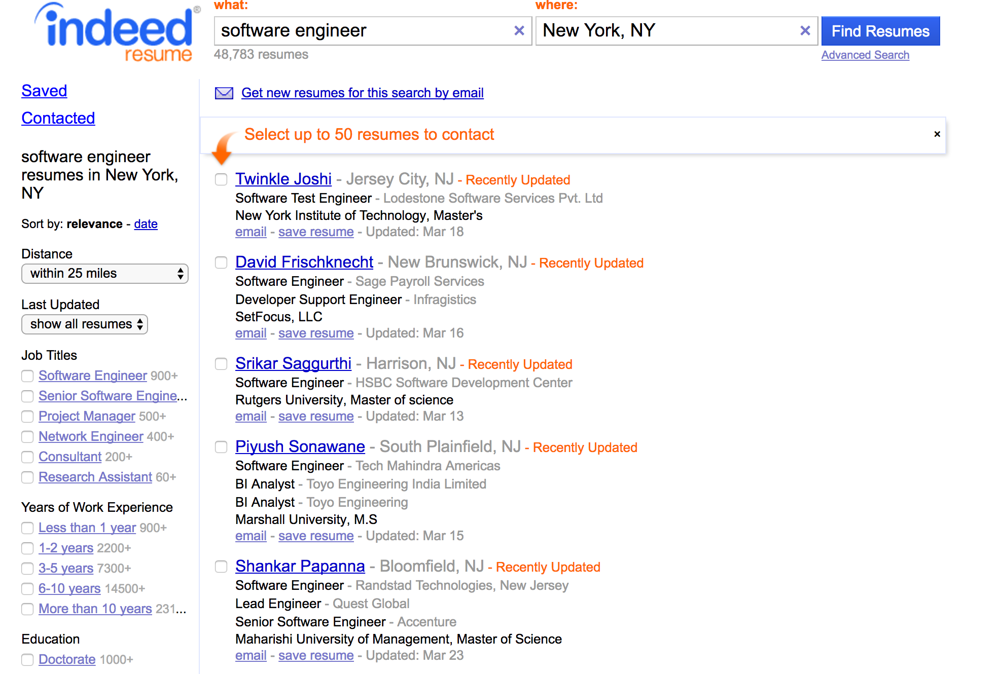 indeed®
resume
what:
where:
software engineer ×
New York, NY ×
Find Resumes
48,783 resumes
Advanced Search
Saved
Contacted
software engineer
resumes in New York,
NY
Sort by: relevance - date
Distance
within 25 miles
Last Updated
show all resumes
Job Titles
Software Engineer 900+
Senior Software Engine...
Project Manager 500+
Network Engineer 400+
Consultant 200+
Research Assistant 60+
Years of Work Experience
Less than 1 year 900+
1-2 years 2200+
3-5 years 7300+
6-10 years 14500+
More than 10 years 231...
Education
Doctorate 1000+
Get new resumes for this search by email
Select up to 50 resumes to contact ×
Twinkle Joshi - Jersey City, NJ - Recently Updated
Software Test Engineer - Lodestone Software Services Pvt. Ltd
New York Institute of Technology, Master's
email - save resume - Updated: Mar 18
David Frischknecht - New Brunswick, NJ - Recently Updated
Software Engineer - Sage Payroll Services
Developer Support Engineer - Infragistics
SetFocus, LLC
email - save resume - Updated: Mar 16
Srikar Saggurthi - Harrison, NJ - Recently Updated
Software Engineer - HSBC Software Development Center
Rutgers University, Master of science
email - save resume - Updated: Mar 13
Piyush Sonawane - South Plainfield, NJ - Recently Updated
Software Engineer - Tech Mahindra Americas
BI Analyst - Toyo Engineering India Limited
BI Analyst - Toyo Engineering
Marshall University, M.S
email - save resume - Updated: Mar 15
Shankar Papanna - Bloomfield, NJ - Recently Updated
Software Engineer - Randstad Technologies, New Jersey
Lead Engineer - Quest Global
Senior Software Engineer - Accenture
Maharishi University of Management, Master of Science
email - save resume - Updated: Mar 23